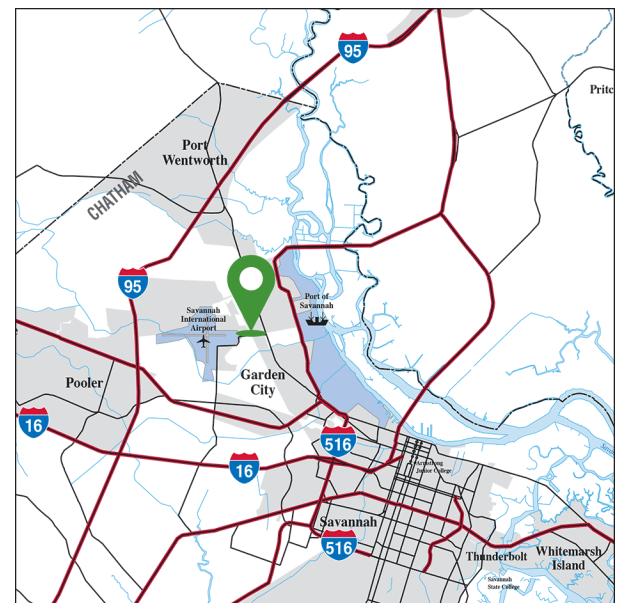 95
Pritc
Port
Wentworth
CHATHAM
95
Savannah
International
Airport
Port of
Savannah
Garden
City
Pooler
16
516
16
Armstrong
Junior College
Savannah
516
Thunderbolt
Whitemarsh
Island
Savannah
State College